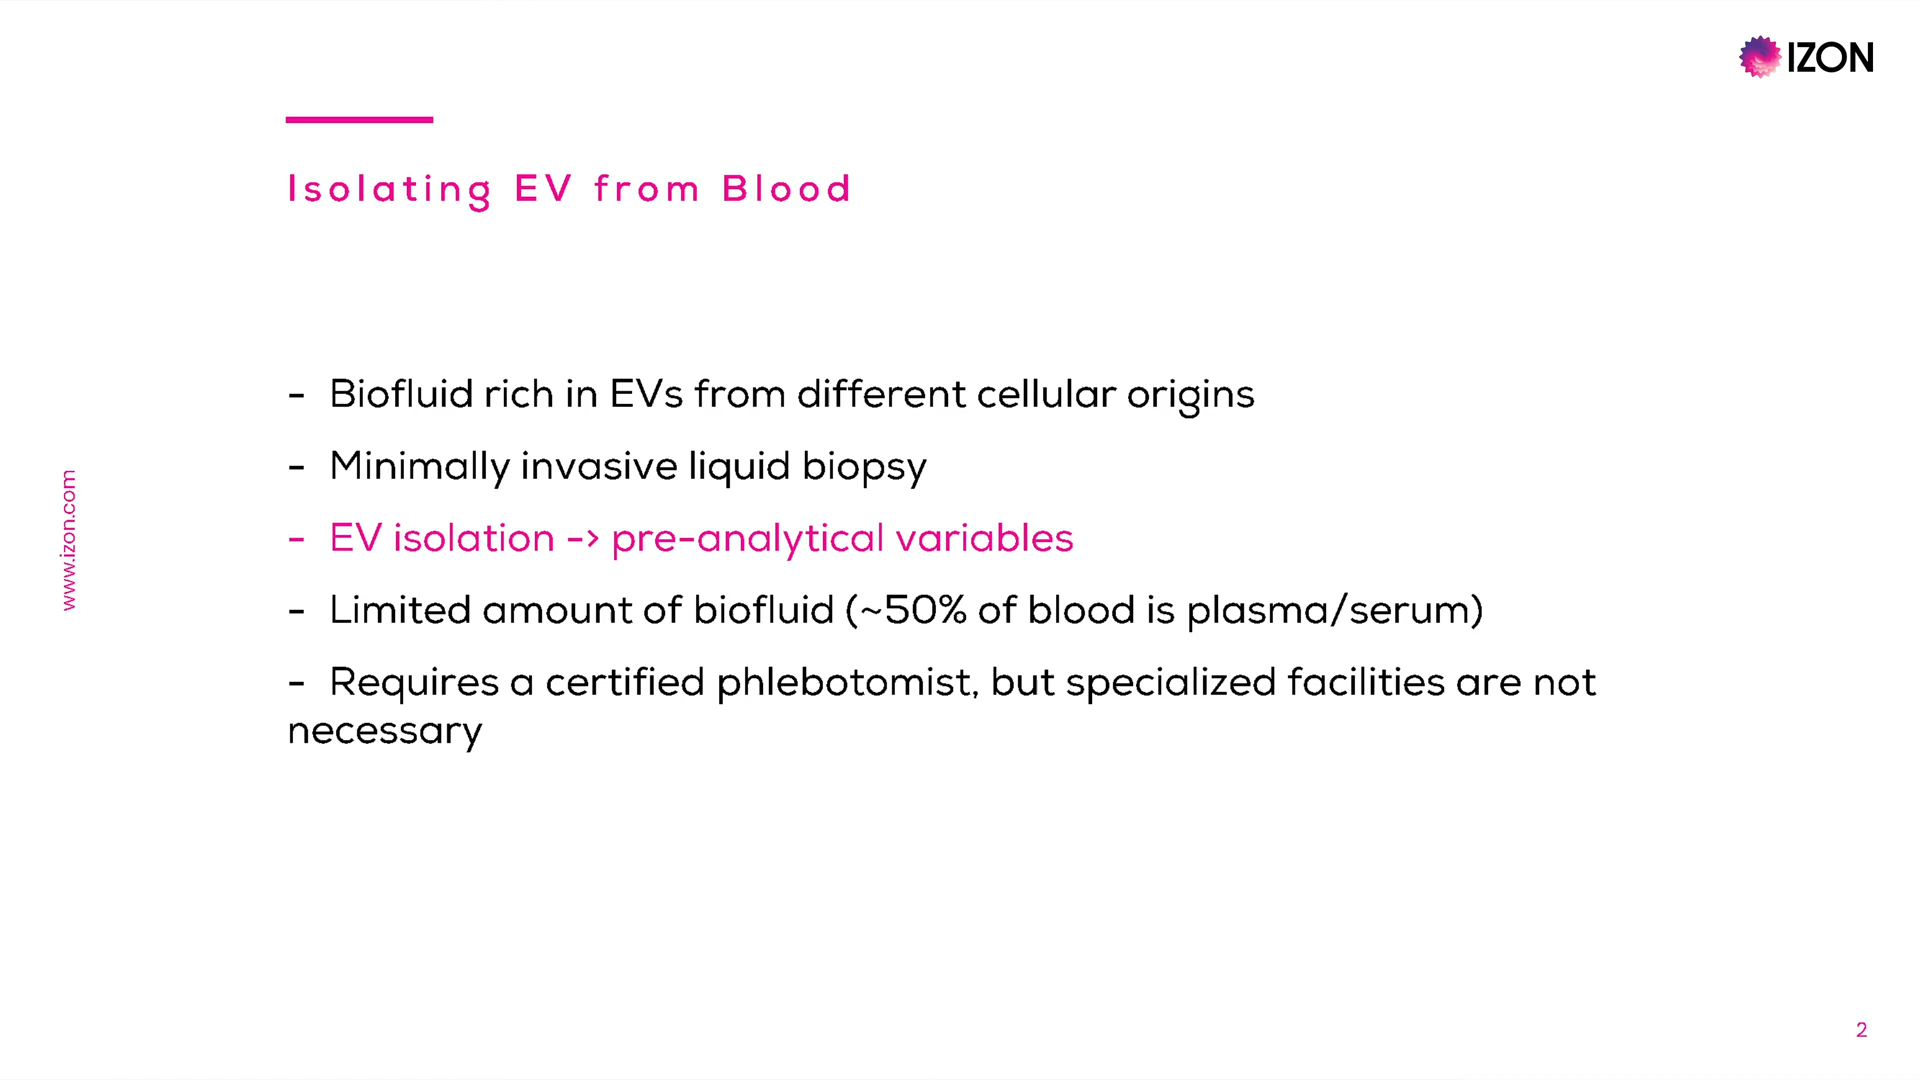 IZON
Isolating EV from Blood
- Biofluid rich in EVs from different cellular origins
- Minimally invasive liquid biopsy
- EV isolation -> pre-analytical variables
- Limited amount of biofluid (~50% of blood is plasma/serum)
- Requires a certified phlebotomist, but specialized facilities are not
necessary
www.izon.com
2